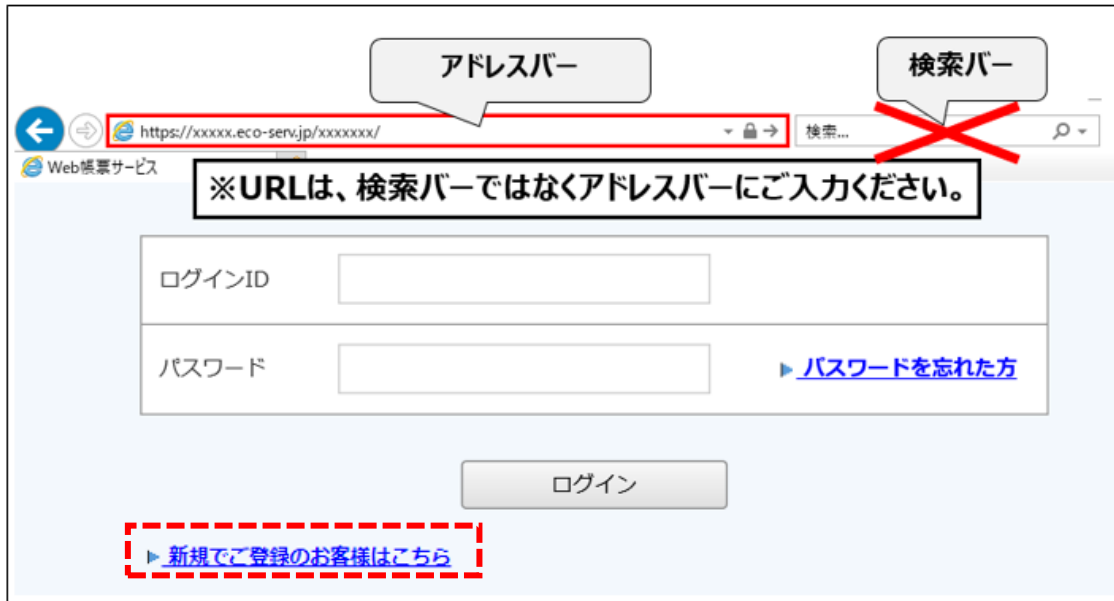 アドレスバー
検索バー
https://xxxxx.eco-serv.jp/xxxxxxx/
検索...
Web帳票サービス
※URLは、検索バーではなくアドレスバーにご入力ください。
ログインID
パスワード
パスワードを忘れた方
ログイン
新規でご登録のお客様はこちら